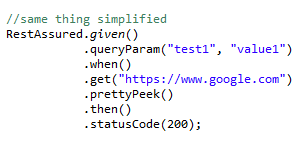 //same thing simplified
RestAssured.given()
.queryParam("test1", "value1")
.when()
.get("https://www.google.com")
.prettyPeek()
.then()
.statusCode(200);